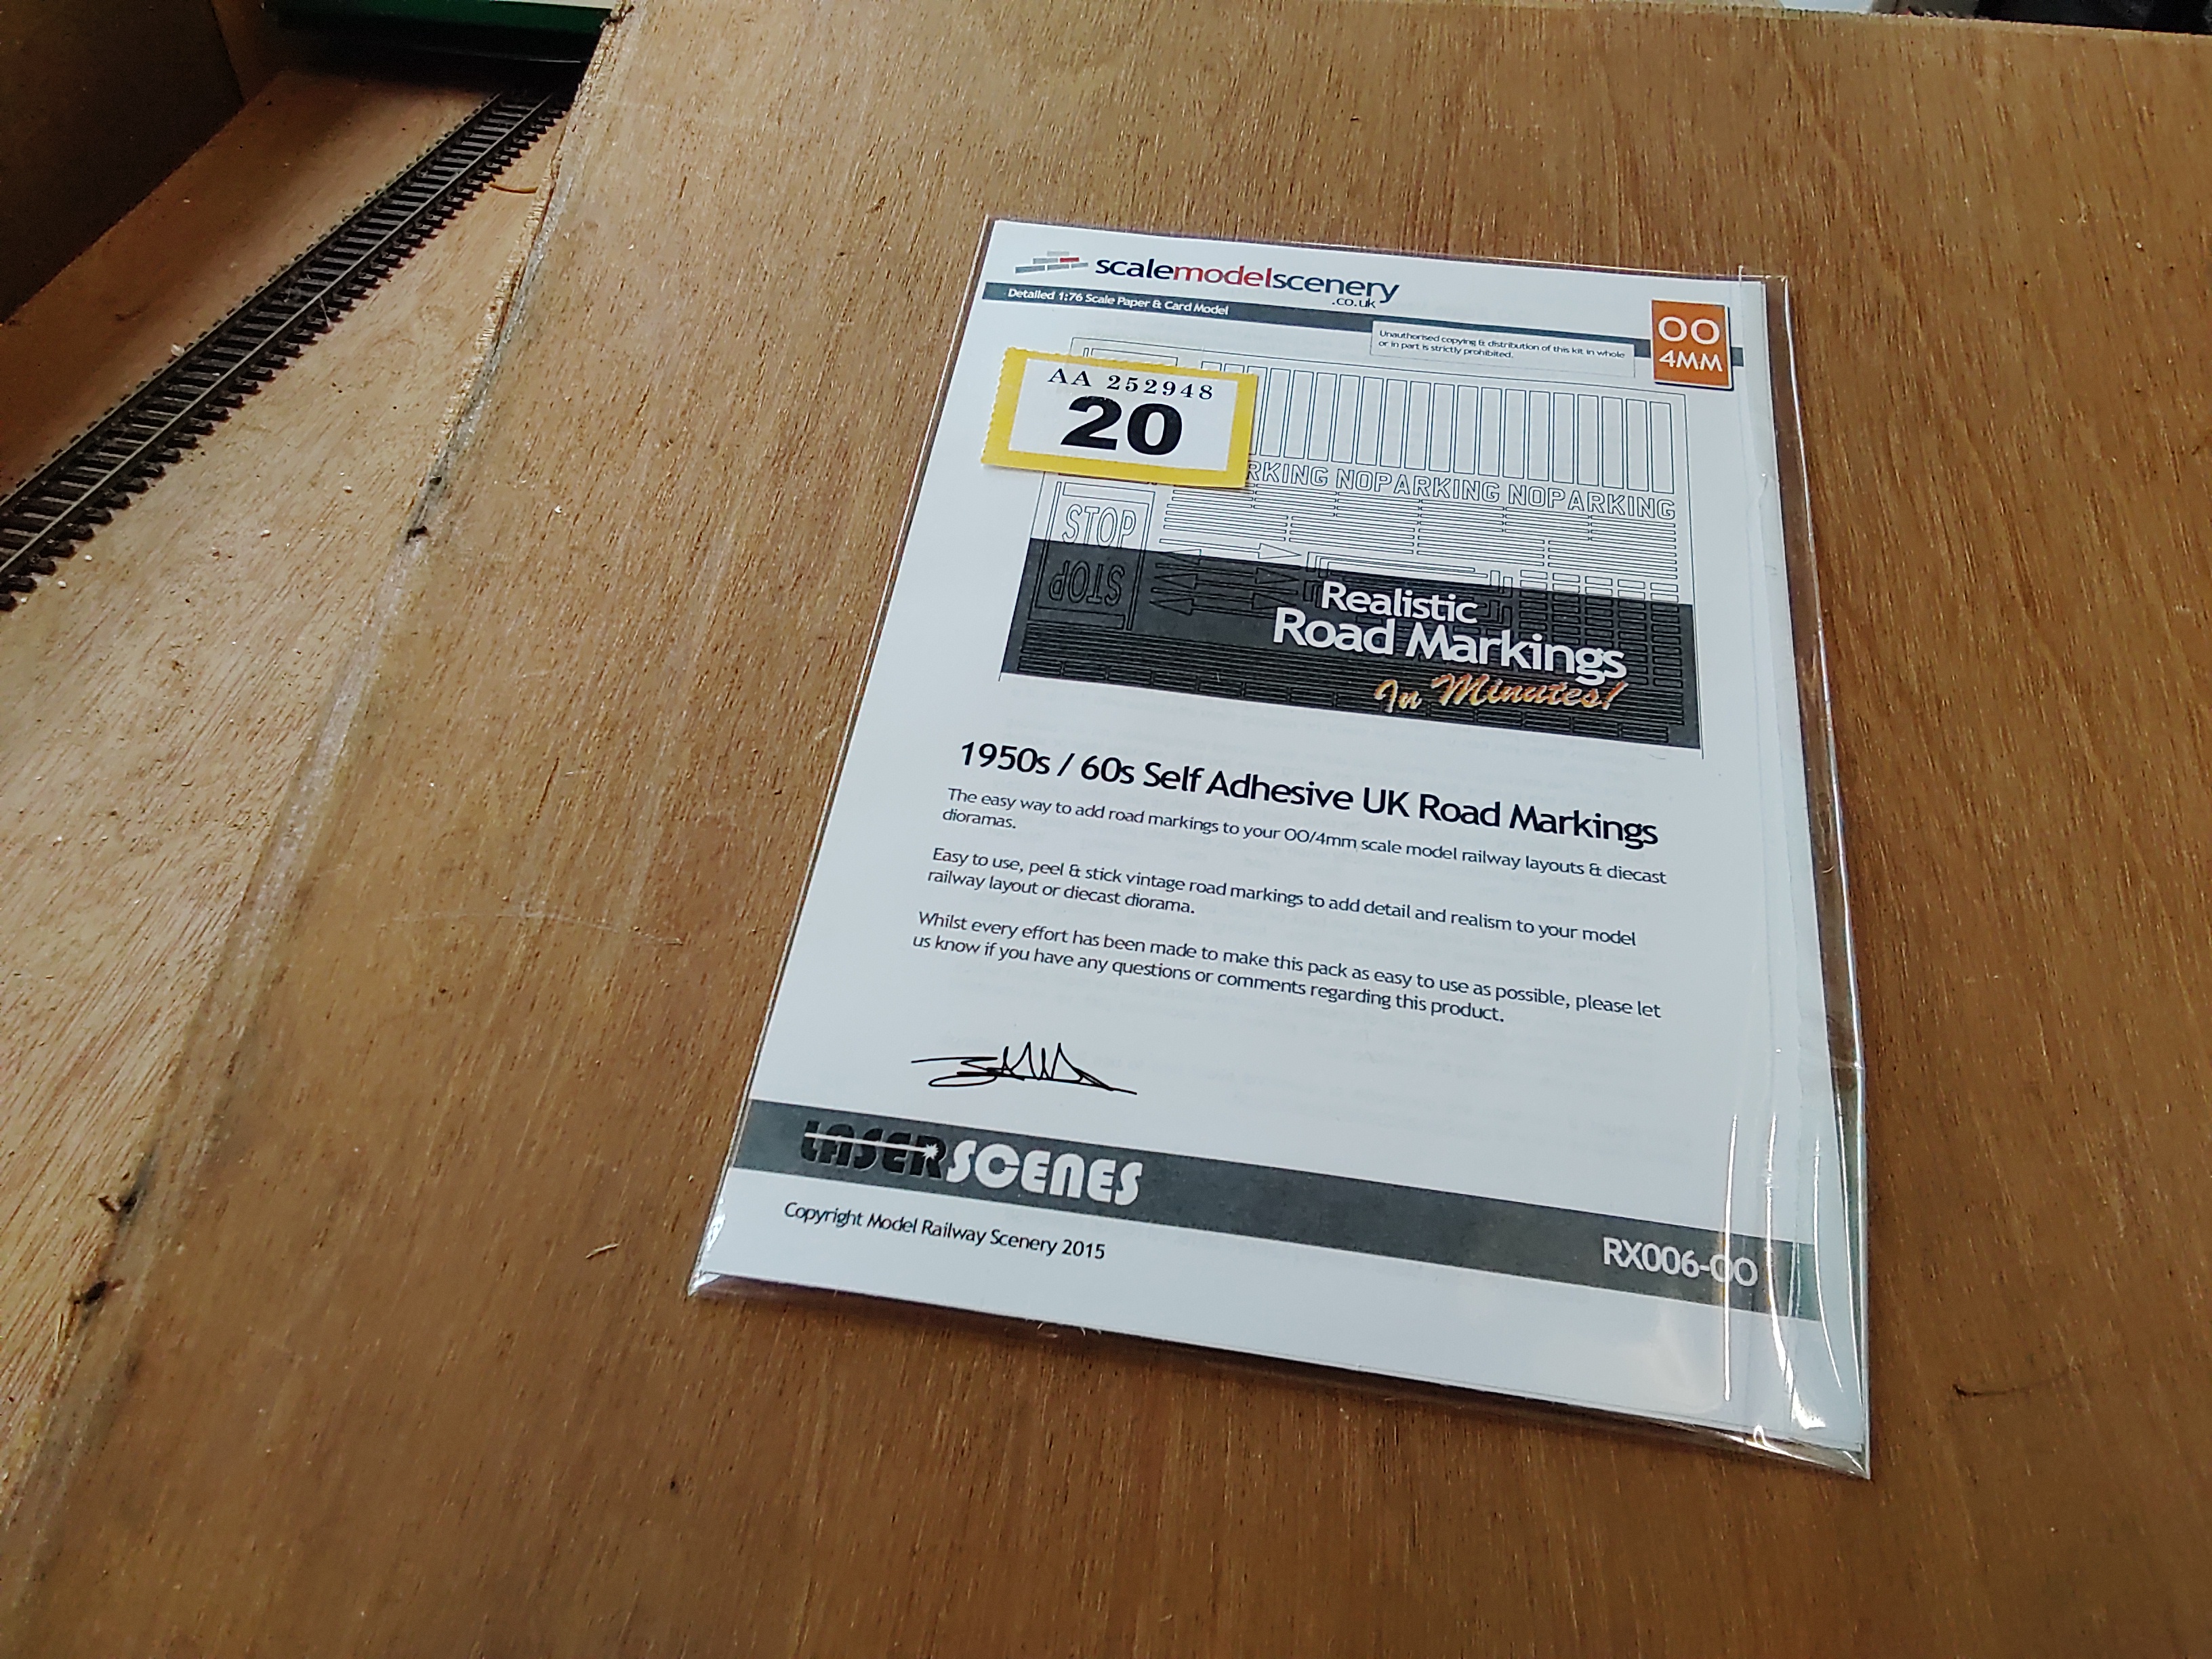 scalemodelscenery
.co.uk
Detailed 1:76 Scale Paper & Card Model
Unauthorised copying & distribution of this kit in whole
or in part is strictly prohibited.
OO
4MM
AA 252948
20
RKING NOPARKING NOPARKING
STOP
STOP
Realistic
Road Markings
In Minutes!
1950s / 60s Self Adhesive UK Road Markings
The easy way to add road markings to your OO/4mm scale model railway layouts & diecast
dioramas.
Easy to use, peel & stick vintage road markings to add detail and realism to your model
railway layout or diecast diorama.
Whilst every effort has been made to make this pack as easy to use as possible, please let
us know if you have any questions or comments regarding this product.
LASERSCENES
Copyright Model Railway Scenery 2015
RX006-OO